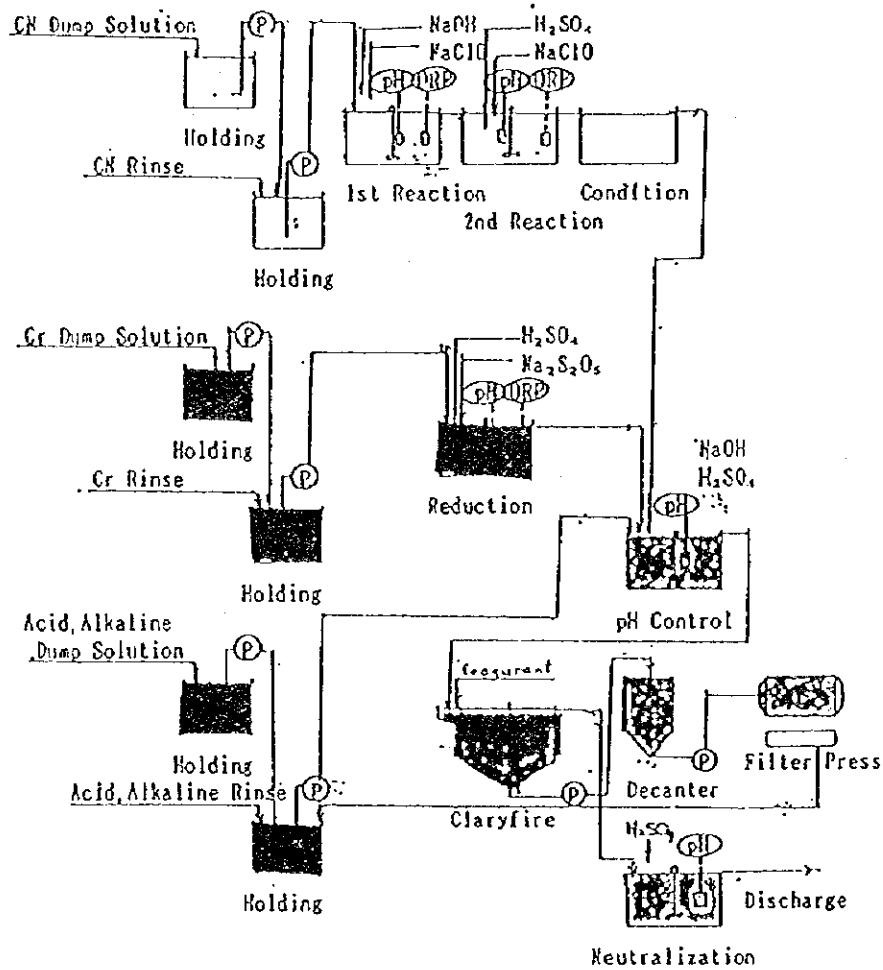 CN Dump Solution
P
NaOH
NaClO
H₂SO₄
NaClO
pH
ORP
pH
ORP
Holding
CN Rinse
P
1st Reaction
2nd Reaction
Condition
Holding
Cr Dump Solution
P
H₂SO₄
Na₂S₂O₅
pH
ORP
Holding
Cr Rinse
P
Reduction
NaOH
H₂SO₄
pH
Holding
pH Control
Acid, Alkaline
Dump Solution
P
Coagurant
Holding
P
Filter Press
Acid, Alkaline Rinse
P
P
Decanter
Claryfire
H₂SO₄
pH
Holding
Discharge
Neutralization